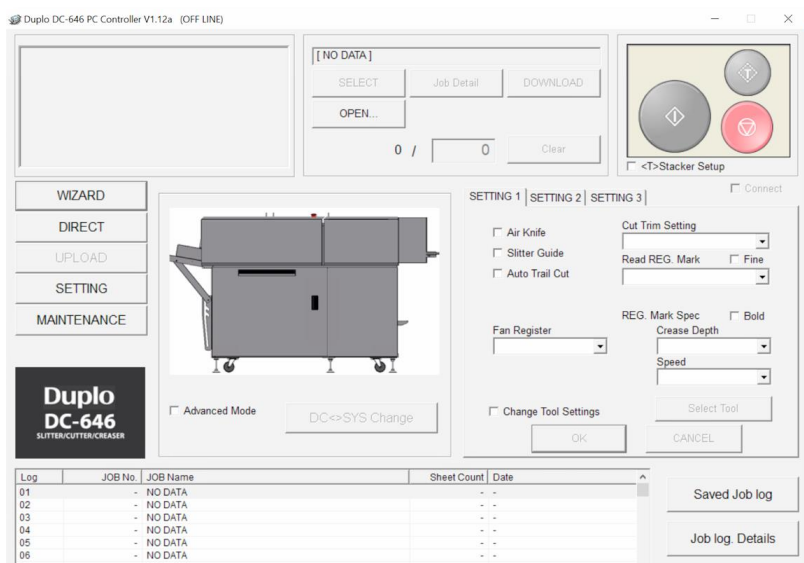 Duplo DC-646 PC Controller V1.12a (OFF LINE)
[ NO DATA ]
SELECT
Job Detail
DOWNLOAD
OPEN...
0 / 0
Clear
<T>Stacker Setup
Connect
WIZARD
DIRECT
UPLOAD
SETTING
MAINTENANCE
Duplo
DC-646
SLITTER/CUTTER/CREASER
Advanced Mode
DC<>SYS Change
SETTING 1 SETTING 2 SETTING 3
Air Knife
Slitter Guide
Auto Trail Cut
Cut Trim Setting
Read REG. Mark Fine
REG. Mark Spec Bold
Fan Register
Crease Depth
Speed
Change Tool Settings
Select Tool
OK
CANCEL
Log JOB No. JOB Name Sheet Count Date
01 - NO DATA - -
02 - NO DATA - -
03 - NO DATA - -
04 - NO DATA - -
05 - NO DATA - -
06 - NO DATA - -
Saved Job log
Job log. Details